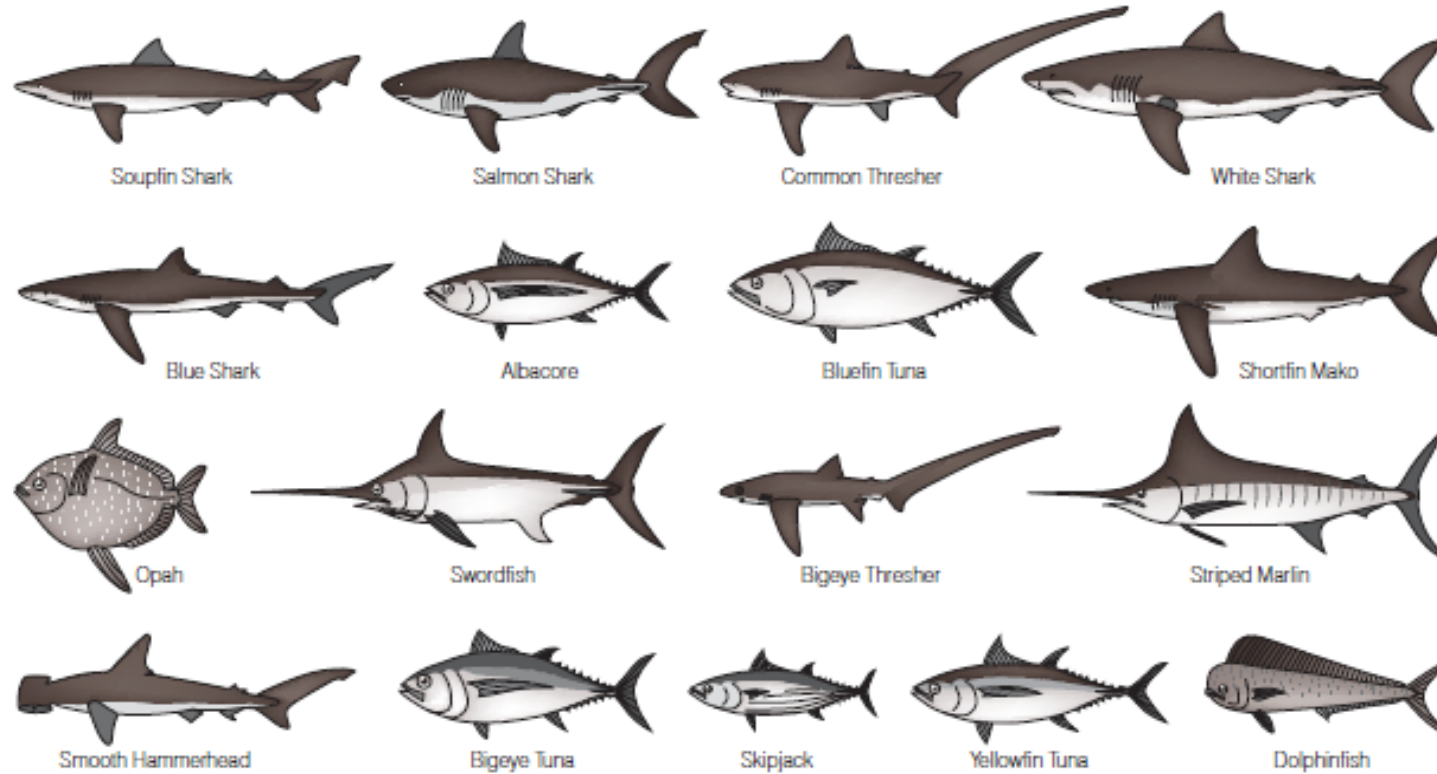 Soupfin Shark
Salmon Shark
Common Thresher
White Shark
Blue Shark
Albacore
Bluefin Tuna
Shortfin Mako
Opah
Swordfish
Bigeye Thresher
Striped Marlin
Smooth Hammerhead
Bigeye Tuna
Skipjack
Yellowfin Tuna
Dolphinfish